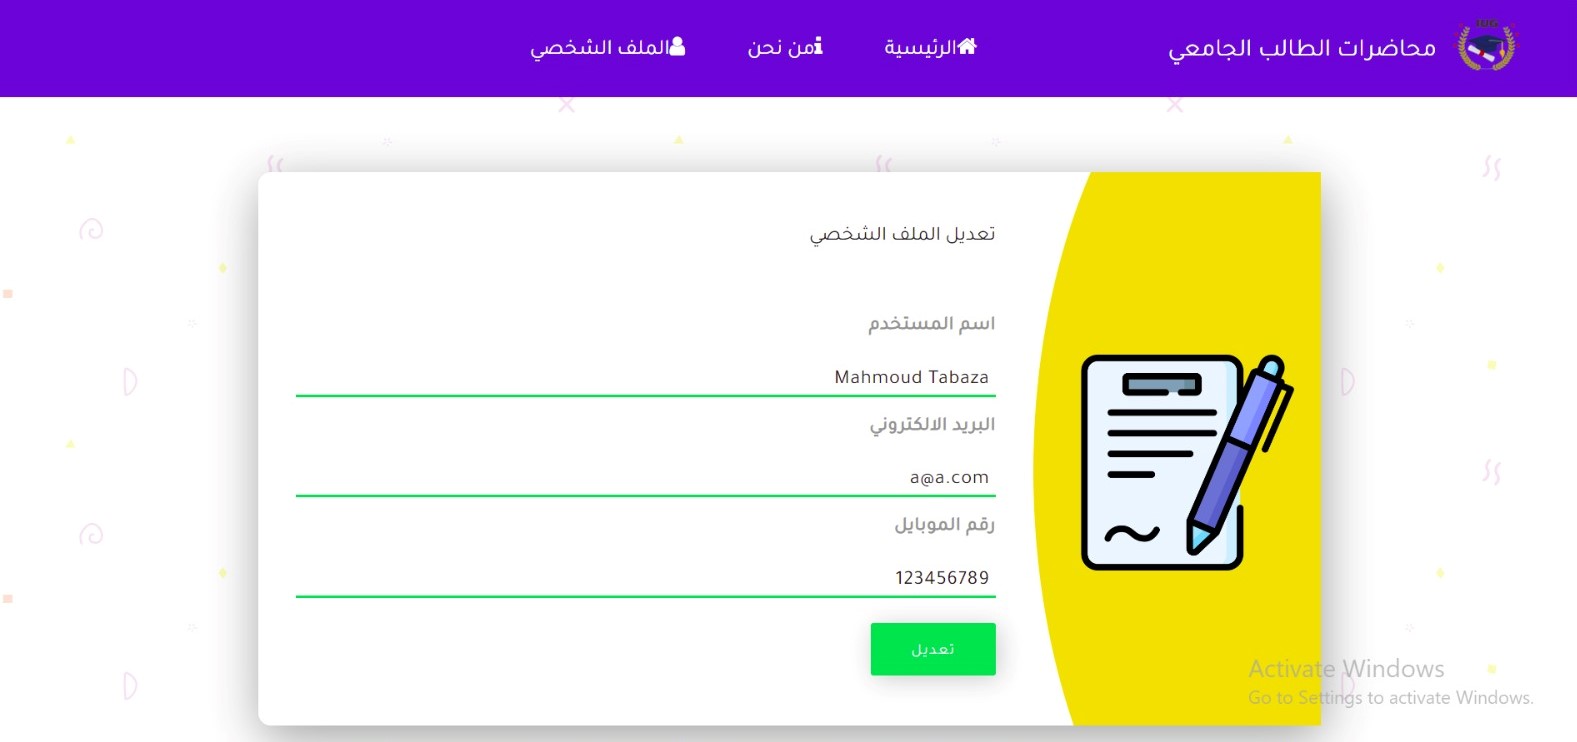 IUG
محاضرات الطالب الجامعي
الرئيسية
من نحن
الملف الشخصي
تعديل الملف الشخصي
اسم المستخدم
Mahmoud Tabaza
البريد الالكتروني
a@a.com
رقم الموبايل
123456789
تعديل
Activate Windows
Go to Settings to activate Windows.